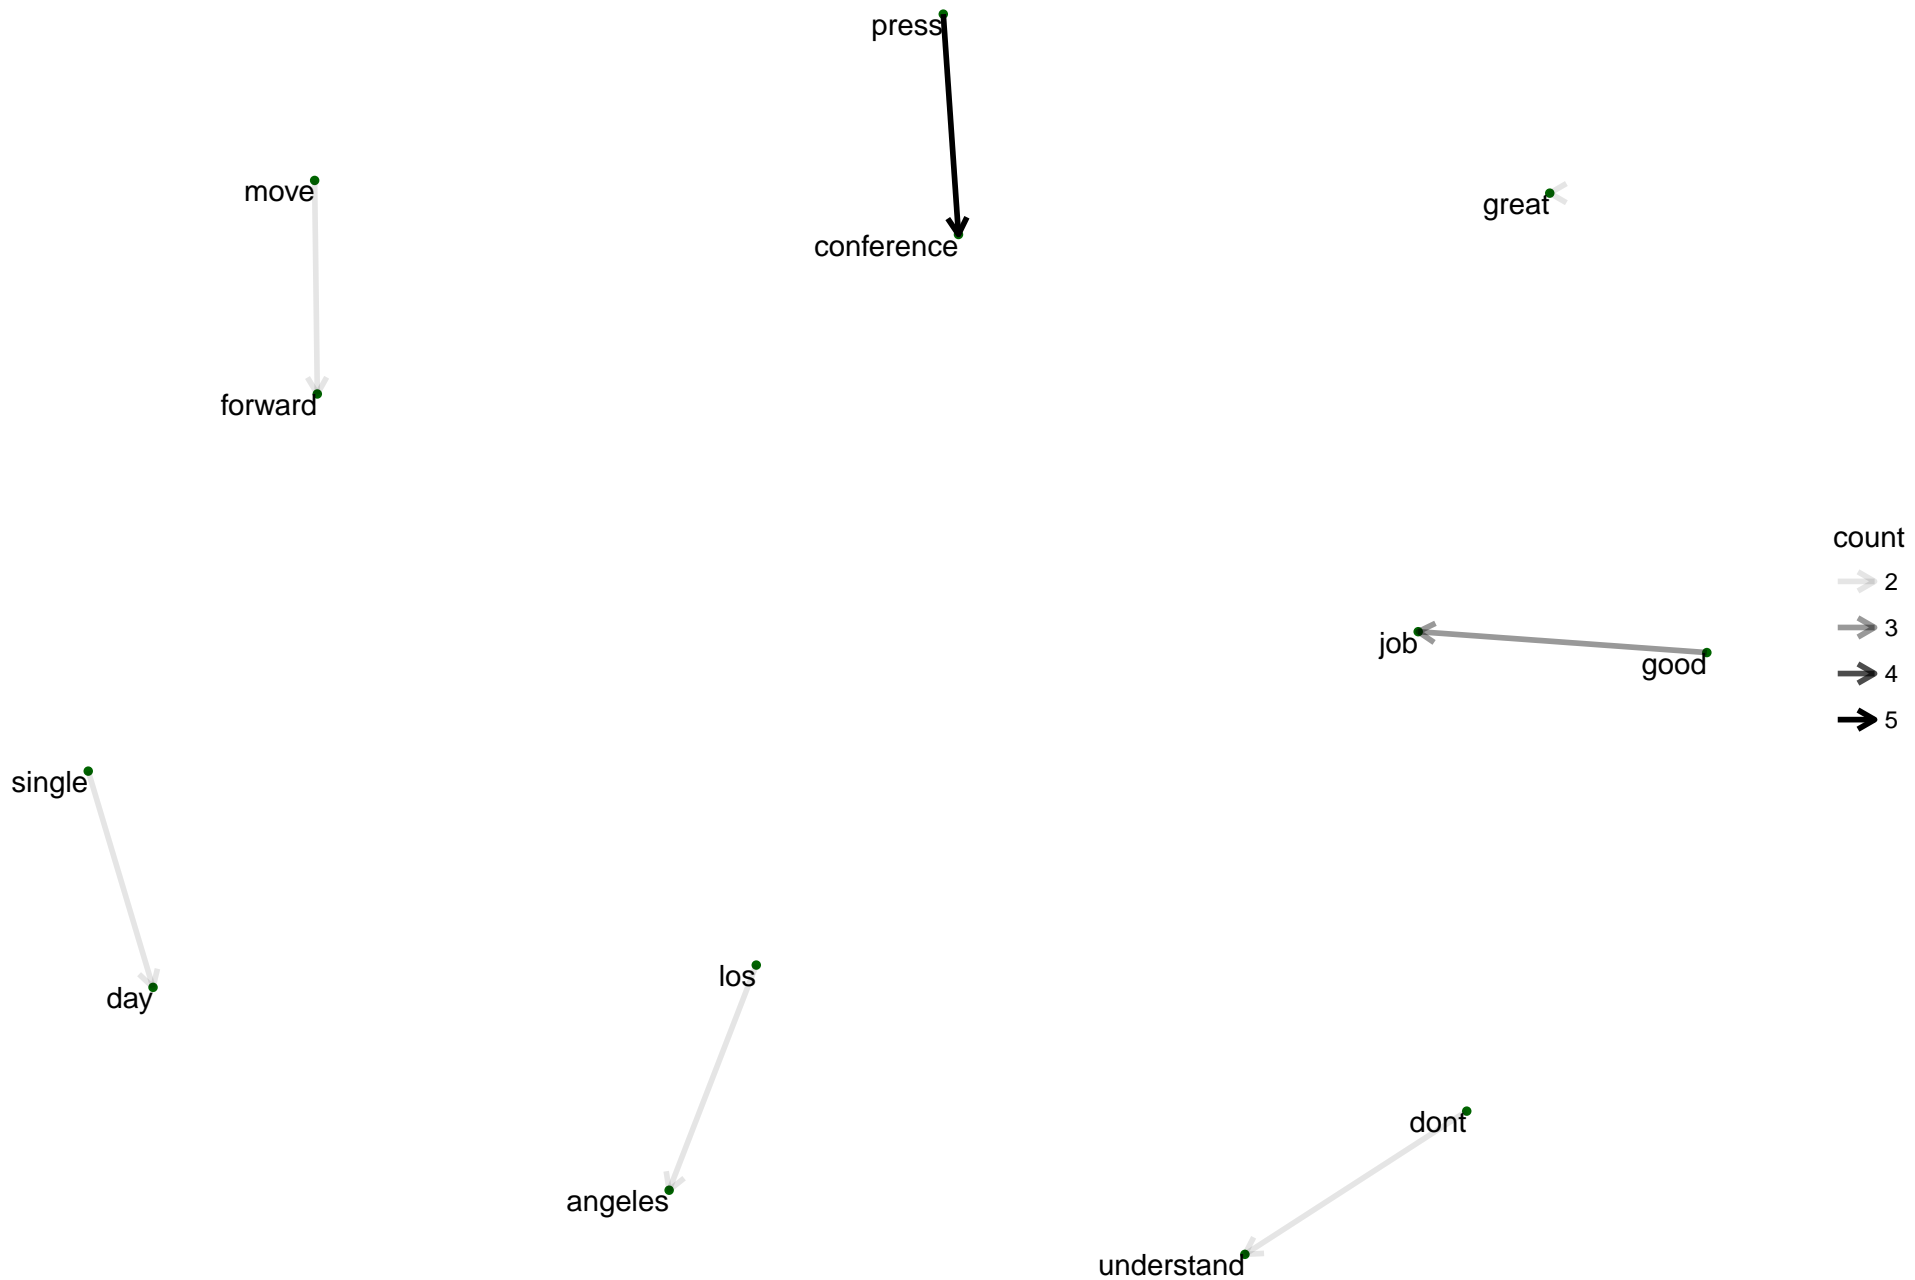 press
move
great
conference
forward
count
2
3
job
good
4
5
single
los
day
dont
angeles
understand